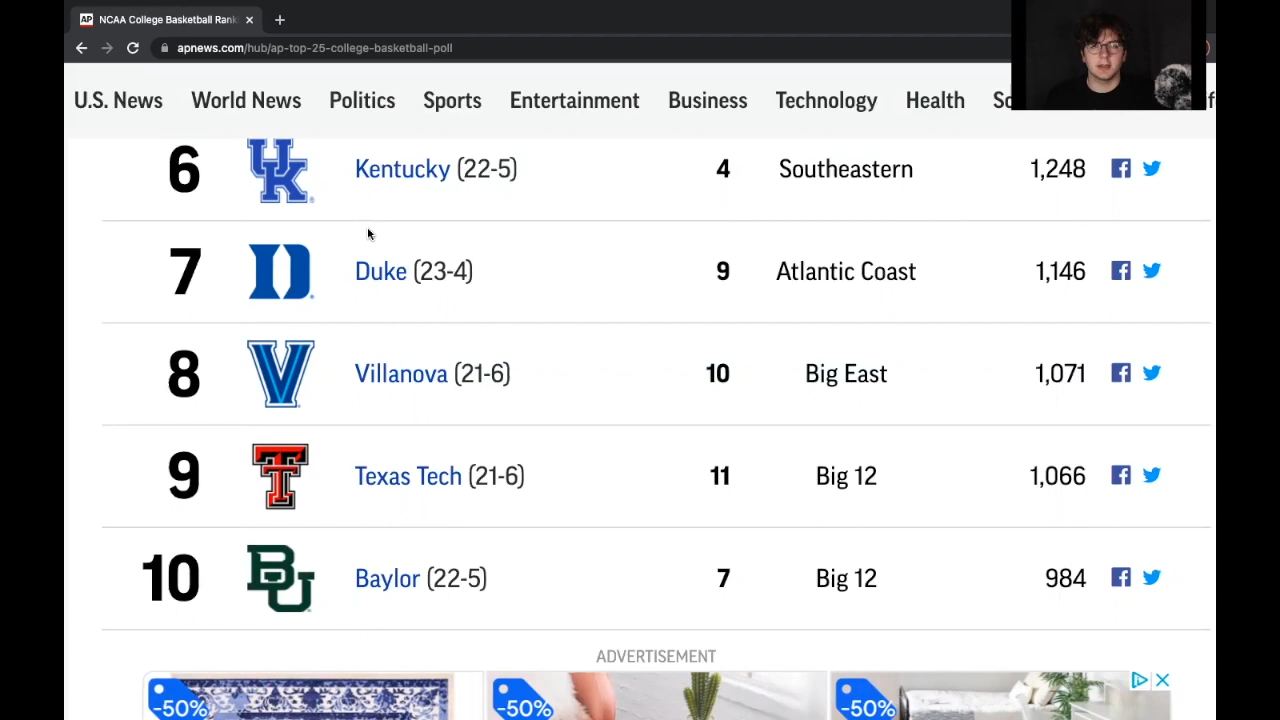 AP NCAA College Basketball Rank
apnews.com/hub/ap-top-25-college-basketball-poll
U.S. News World News Politics Sports Entertainment Business Technology Health Sc f
6 UK Kentucky (22-5) 4 Southeastern 1,248
7 D Duke (23-4) 9 Atlantic Coast 1,146
8 V Villanova (21-6) 10 Big East 1,071
9 T Texas Tech (21-6) 11 Big 12 1,066
10 BU Baylor (22-5) 7 Big 12 984
ADVERTISEMENT
-50% -50% -50%